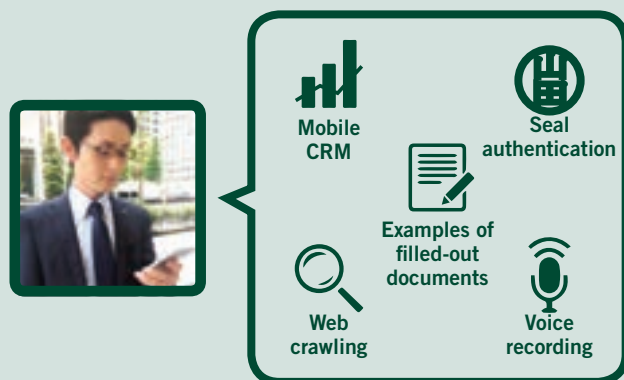 Mobile
CRM
Seal
authentication
Examples of
filled-out
documents
Web
crawling
Voice
recording